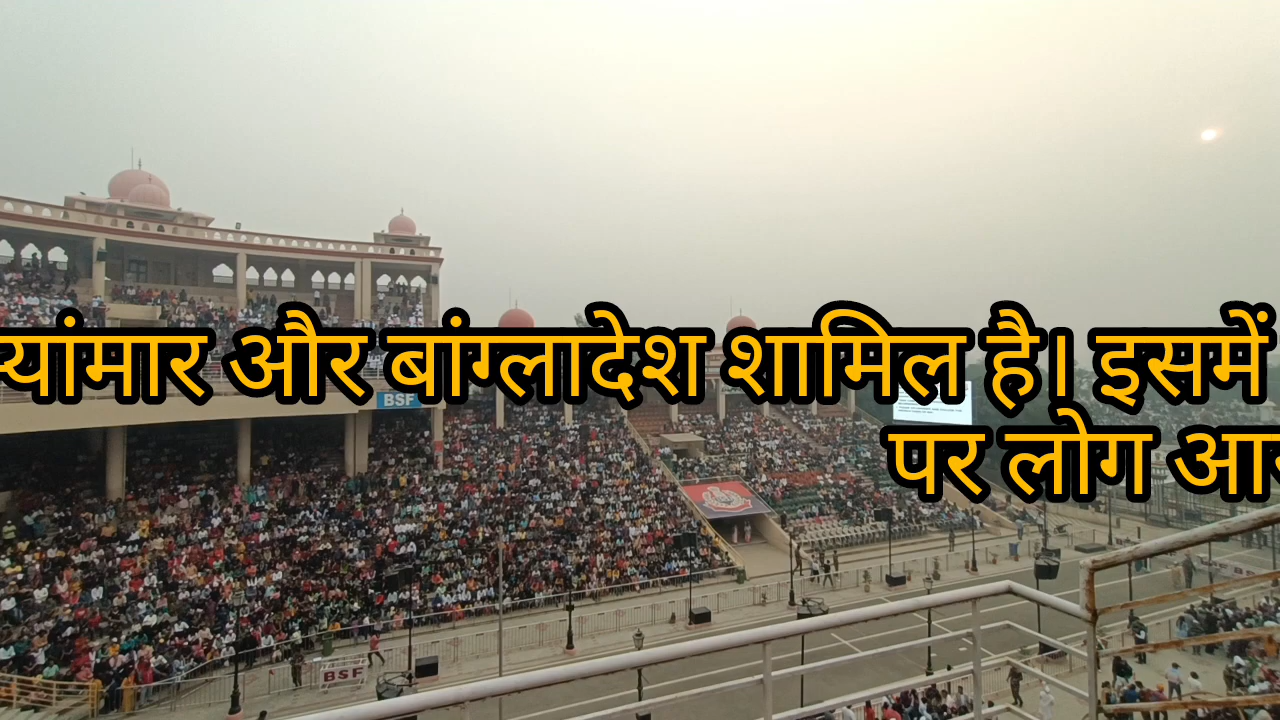 म्यांमार और बांग्लादेश शामिल है। इसमें
पर लोग
BSF
BSF